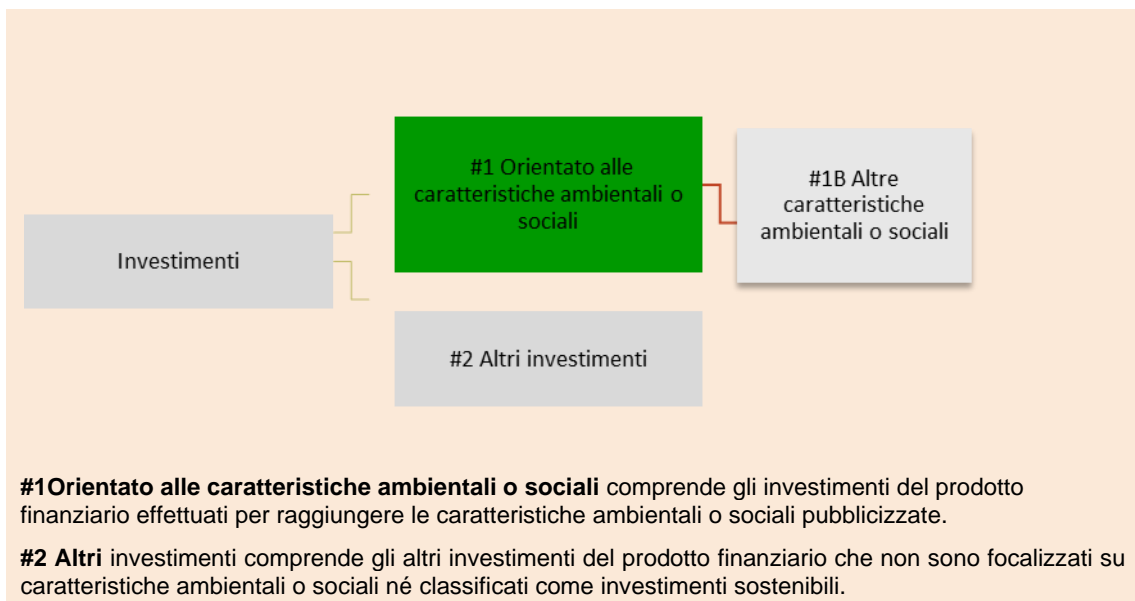 #1 Orientato alle
caratteristiche ambientali o
sociali
#1B Altre
caratteristiche
ambientali o sociali
Investimenti
#2 Altri investimenti
#1Orientato alle caratteristiche ambientali o sociali comprende gli investimenti del prodotto
finanziario effettuati per raggiungere le caratteristiche ambientali o sociali pubblicizzate.
#2 Altri investimenti comprende gli altri investimenti del prodotto finanziario che non sono focalizzati su
caratteristiche ambientali o sociali né classificati come investimenti sostenibili.